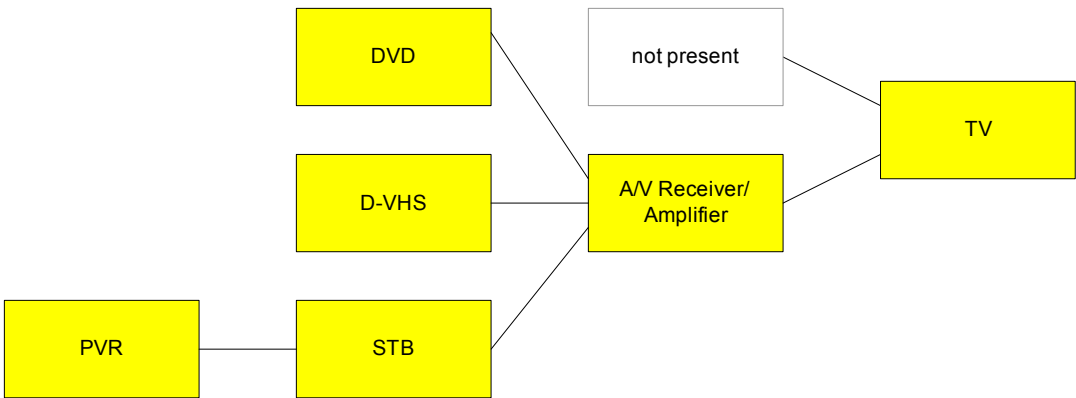 DVD
not present
TV
D-VHS
A/V Receiver/
Amplifier
PVR
STB